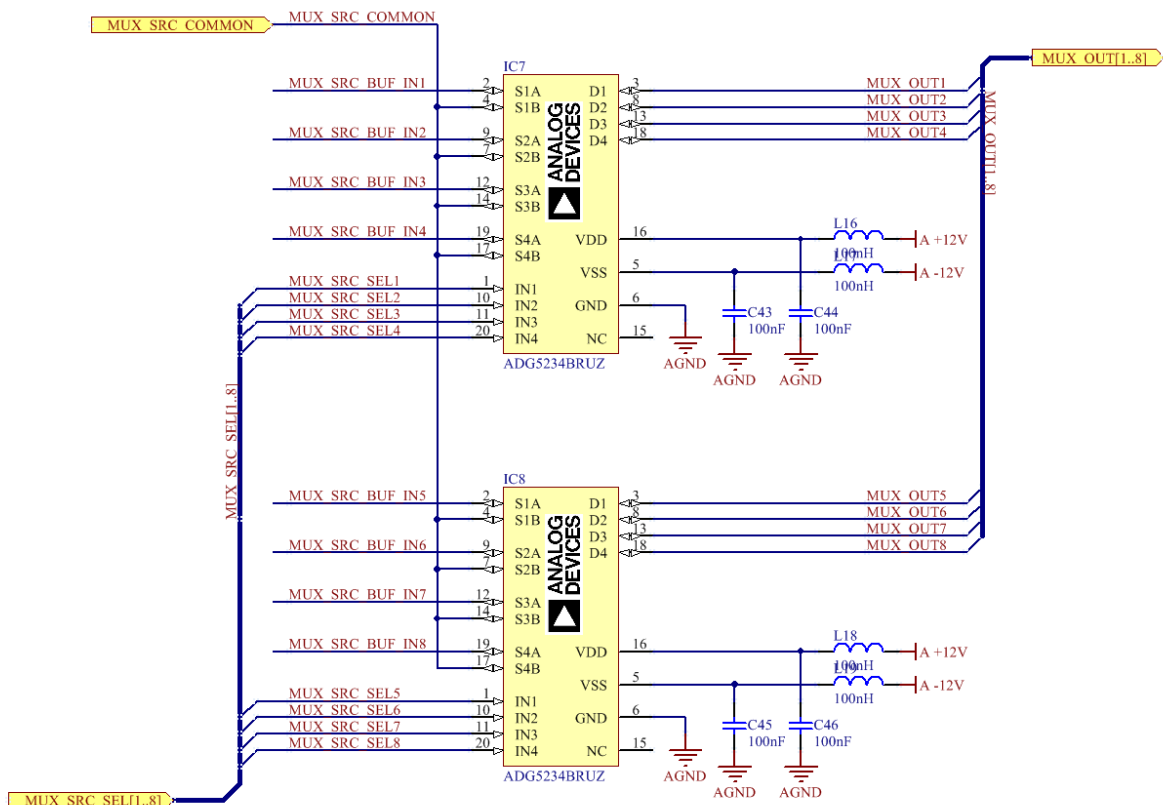 MUX_SRC_COMMON
MUX_SRC_COMMON
MUX_OUT[1..8]
IC7
MUX_SRC_BUF_IN1 2 S1A D1 3 MUX_OUT1
4 S1B D2 8 MUX_OUT2
D3 13 MUX_OUT3
MUX_SRC_BUF_IN2 9 S2A D4 18 MUX_OUT4
7 S2B
ANALOG DEVICES
MUX_OUT[1..8]
MUX_SRC_BUF_IN3 12 S3A
14 S3B
MUX_SRC_BUF_IN4 19 S4A VDD 16 L16 100nH A +12V
17 S4B
VSS 5 L17 100nH A -12V
MUX_SRC_SEL1 1 IN1
MUX_SRC_SEL2 10 IN2 GND 6
MUX_SRC_SEL3 11 IN3
MUX_SRC_SEL4 20 IN4 NC 15
C43 100nF
C44 100nF
AGND
AGND
AGND
ADG5234BRUZ
MUX_SRC_SEL[1..8]
IC8
MUX_SRC_BUF_IN5 2 S1A D1 3 MUX_OUT5
4 S1B D2 8 MUX_OUT6
D3 13 MUX_OUT7
MUX_SRC_BUF_IN6 9 S2A D4 18 MUX_OUT8
7 S2B
ANALOG DEVICES
MUX_SRC_BUF_IN7 12 S3A
14 S3B
MUX_SRC_BUF_IN8 19 S4A VDD 16 L18 100nH A +12V
17 S4B
VSS 5 L19 100nH A -12V
MUX_SRC_SEL5 1 IN1
MUX_SRC_SEL6 10 IN2 GND 6
MUX_SRC_SEL7 11 IN3
MUX_SRC_SEL8 20 IN4 NC 15
C45 100nF
C46 100nF
AGND
AGND
AGND
ADG5234BRUZ
MUX_SRC_SEL[1..8]